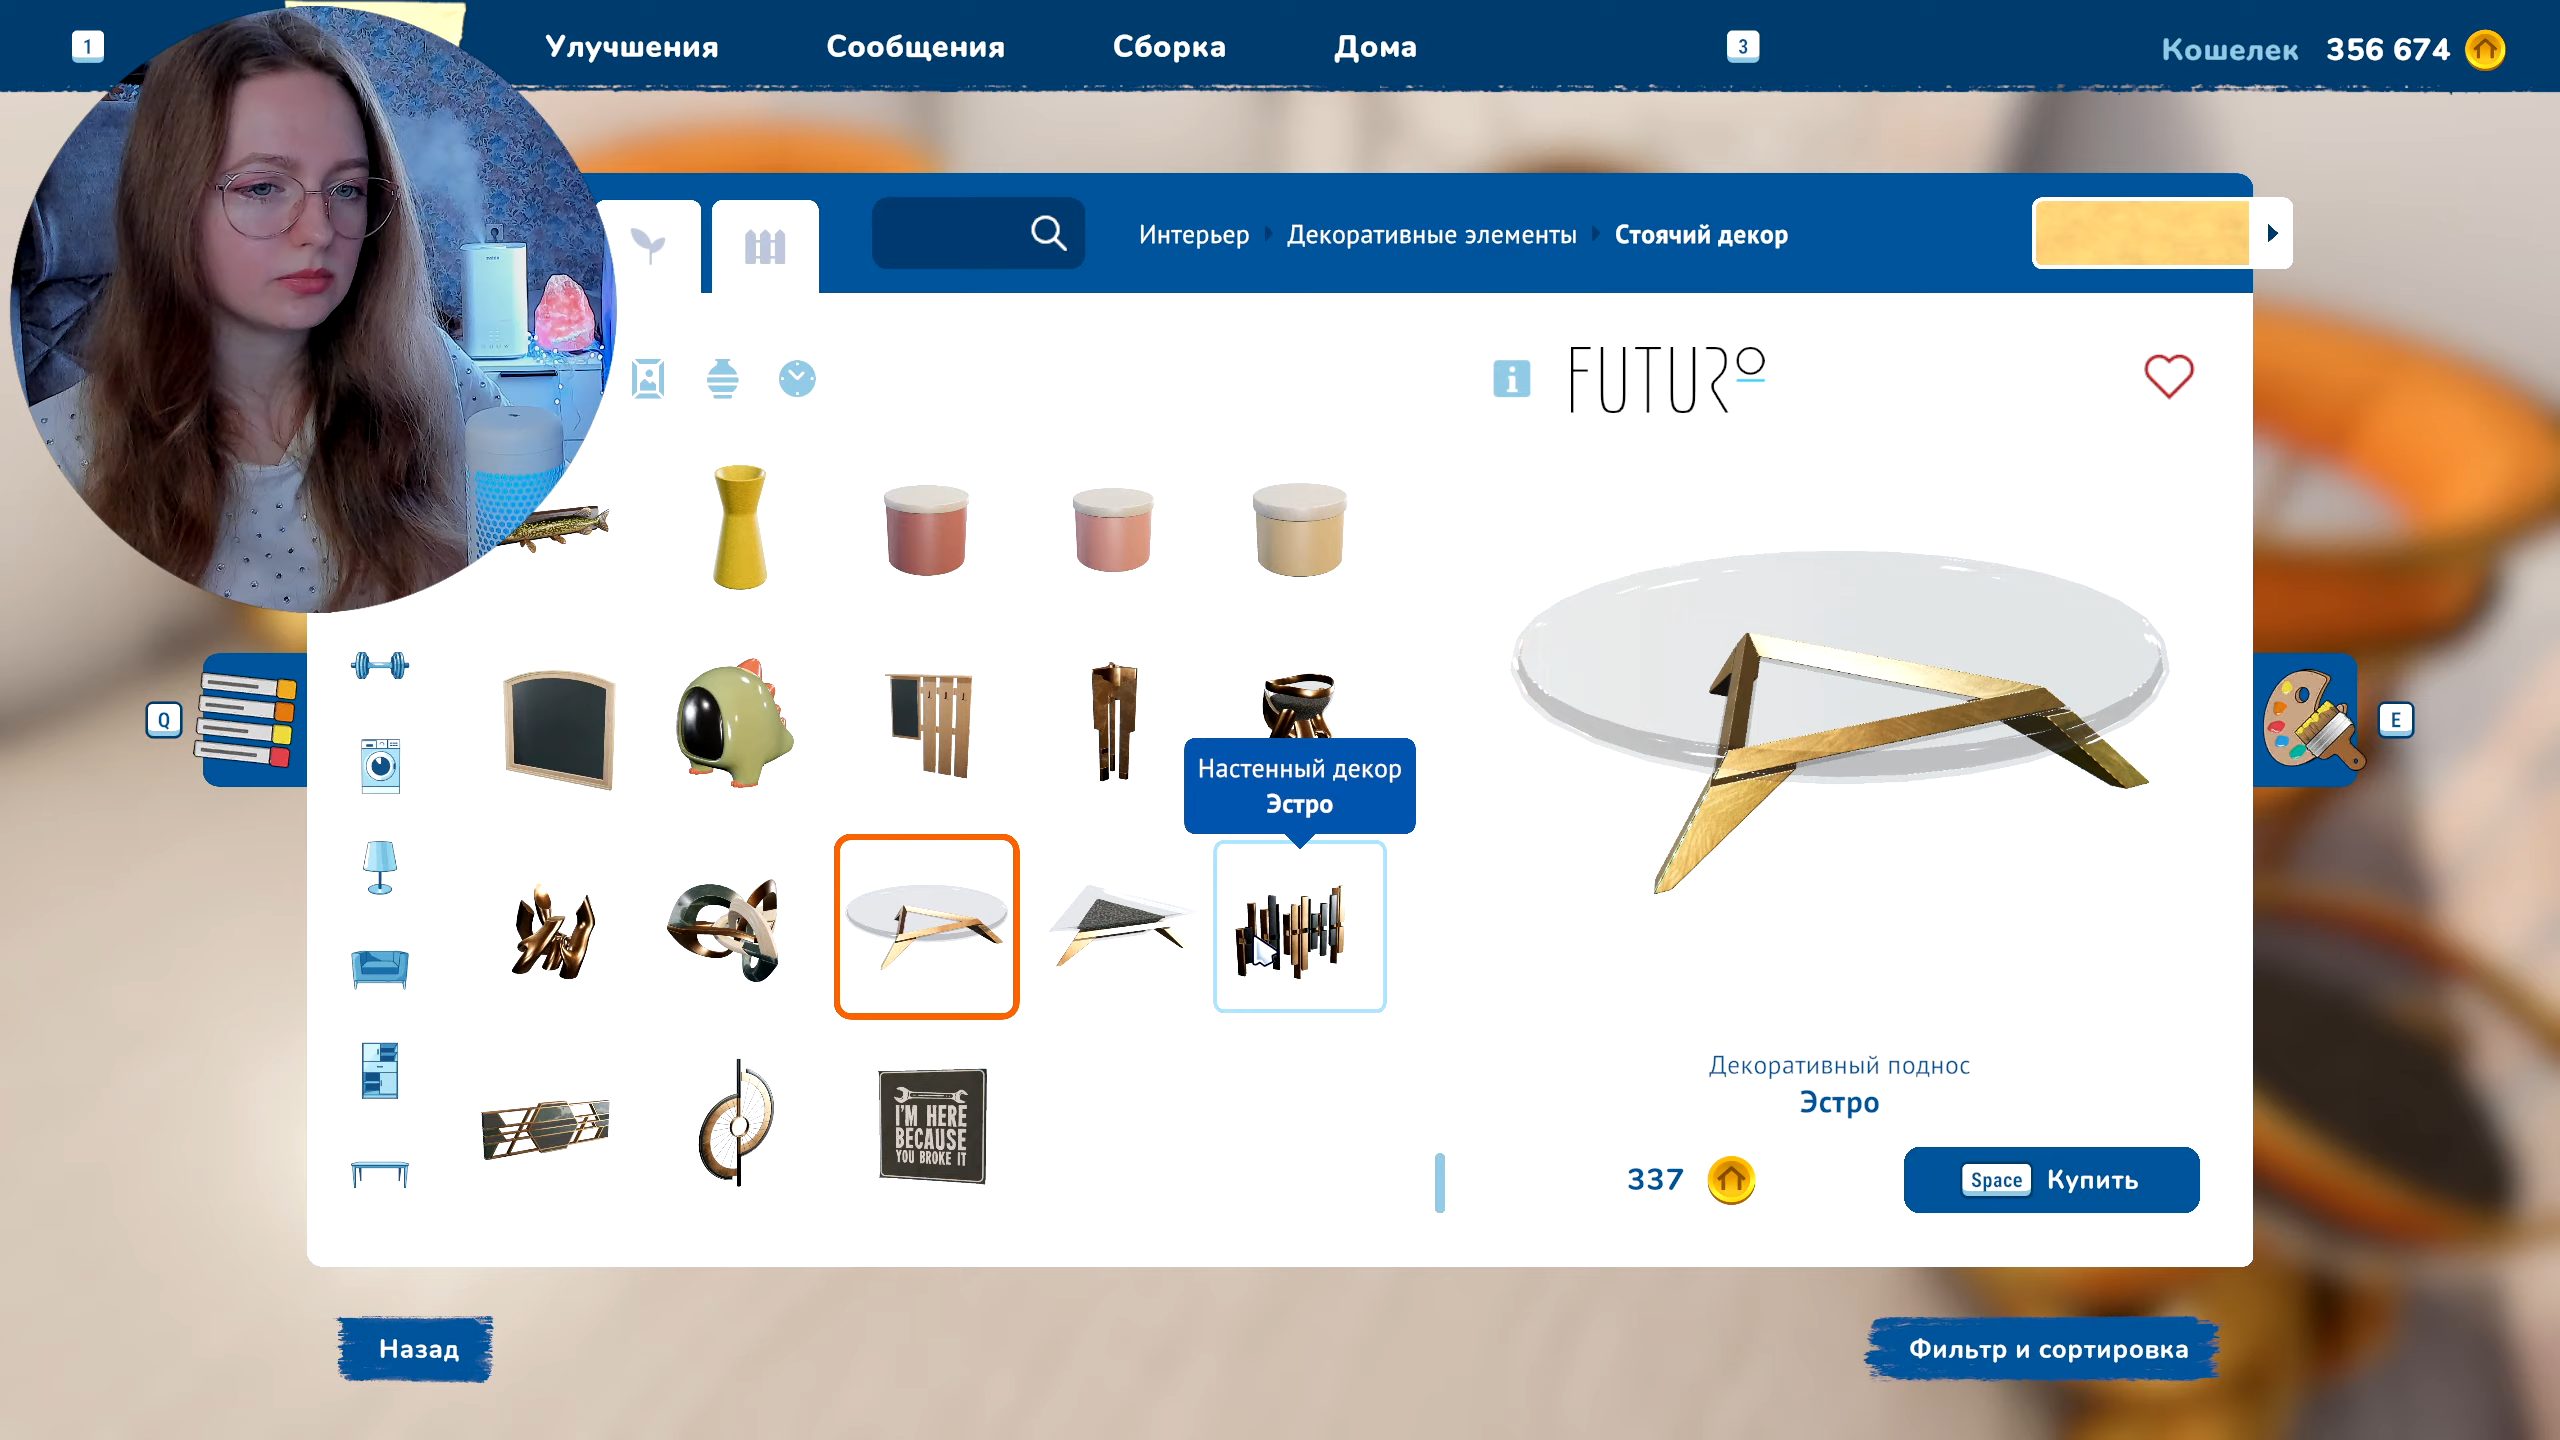 1
Улучшения
Сообщения
Сборка
Дома
3
Кошелек 356 674
Интерьер
Декоративные элементы
Стоячий декор
i
FUTURO
Q
E
Настенный декор
Эстро
I'M HERE
BECAUSE
YOU BROKE IT
Декоративный поднос
Эстро
337
Space Купить
Назад
Фильтр и сортировка